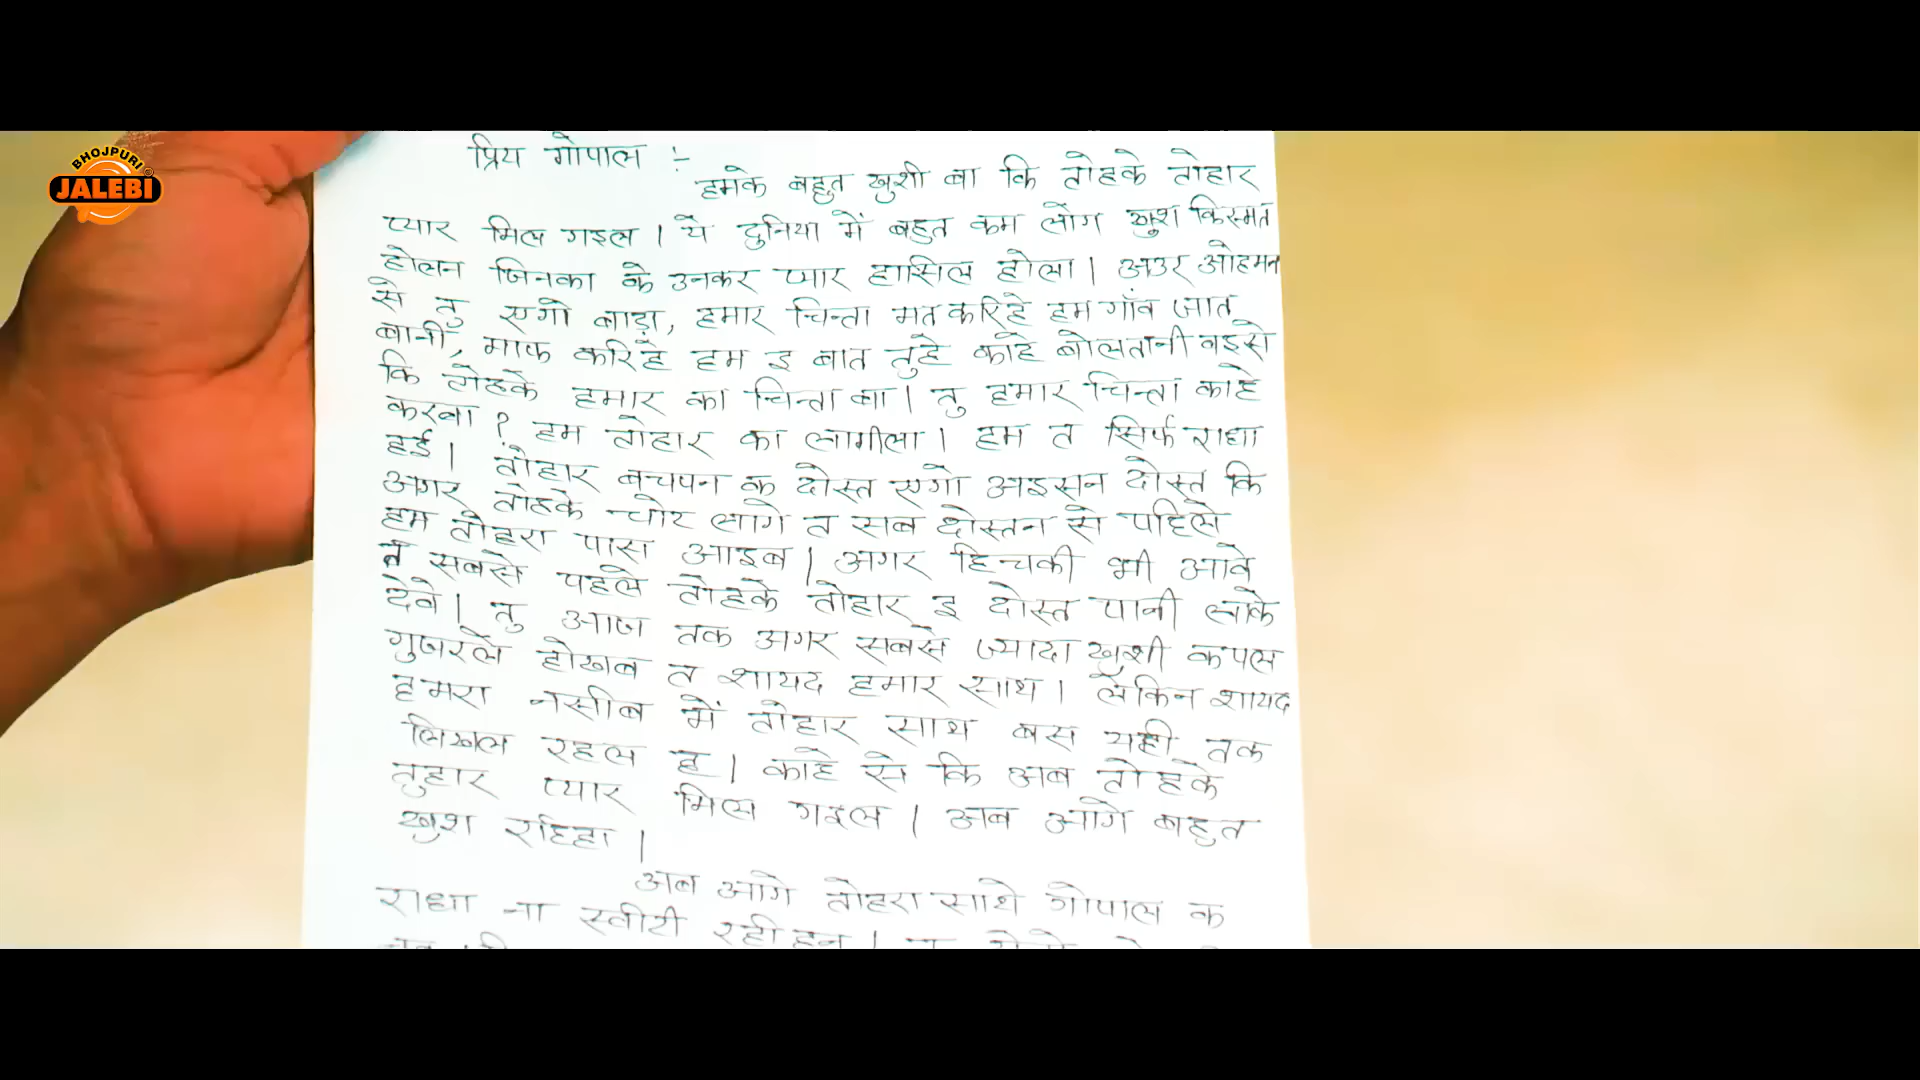 BHOJPURI
JALEBI
प्रिय गोपाल :-
हमके बहुत खुशी बा कि तोहके तोहार
प्यार मिल गइल । ये दुनिया में बहुत कम लोग खुश किस्मत
होलन जिनका के उनकर प्यार हासिल होला । अउर ओहमन
से तु एगो बाड़ा, हमार चिन्ता मत करिहे हम गाँव जात
बानी, माफ करिहे हम इ बात तुहे काहे बोलतानी वइसे
कि तोहके हमार का चिन्ता बा । तु हमार चिन्ता काहे
करबा ? हम तोहार का लागीला । हम त सिर्फ राधा
हई । तोहार बचपन क दोस्त एगो अइसन दोस्त कि
अगर तोहके चोट लागे त सब दोस्तन से पहिले
हम तोहरा पास आइब । अगर हिचकी भी आवे
त सबसे पहले तोहके तोहार इ दोस्त पानी लाके
देवे । तु आज तक अगर सबसे ज्यादा खुशी क पल
गुजरले होखब त शायद हमार साथ । लेकिन शायद
हमरा नसीब में तोहार साथ बस यही तक
लिखल रहल ह । काहे से कि अब तोहके
तुहार प्यार मिल गइल । अब आगे बाहुत
खुश रहिहा ।
अब आगे तोहरा साथे गोपाल क
राधा ना स्वीटी रही हन ।